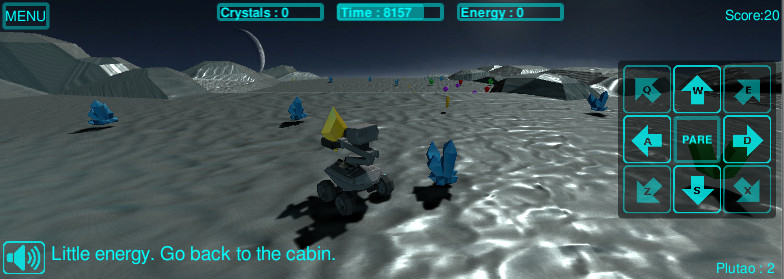 MENU
Crystals : 0
Time : 8157
Energy : 0
Score:20
Q
W
E
A
PARE
D
Z
S
X
Little energy. Go back to the cabin.
Plutao : 2